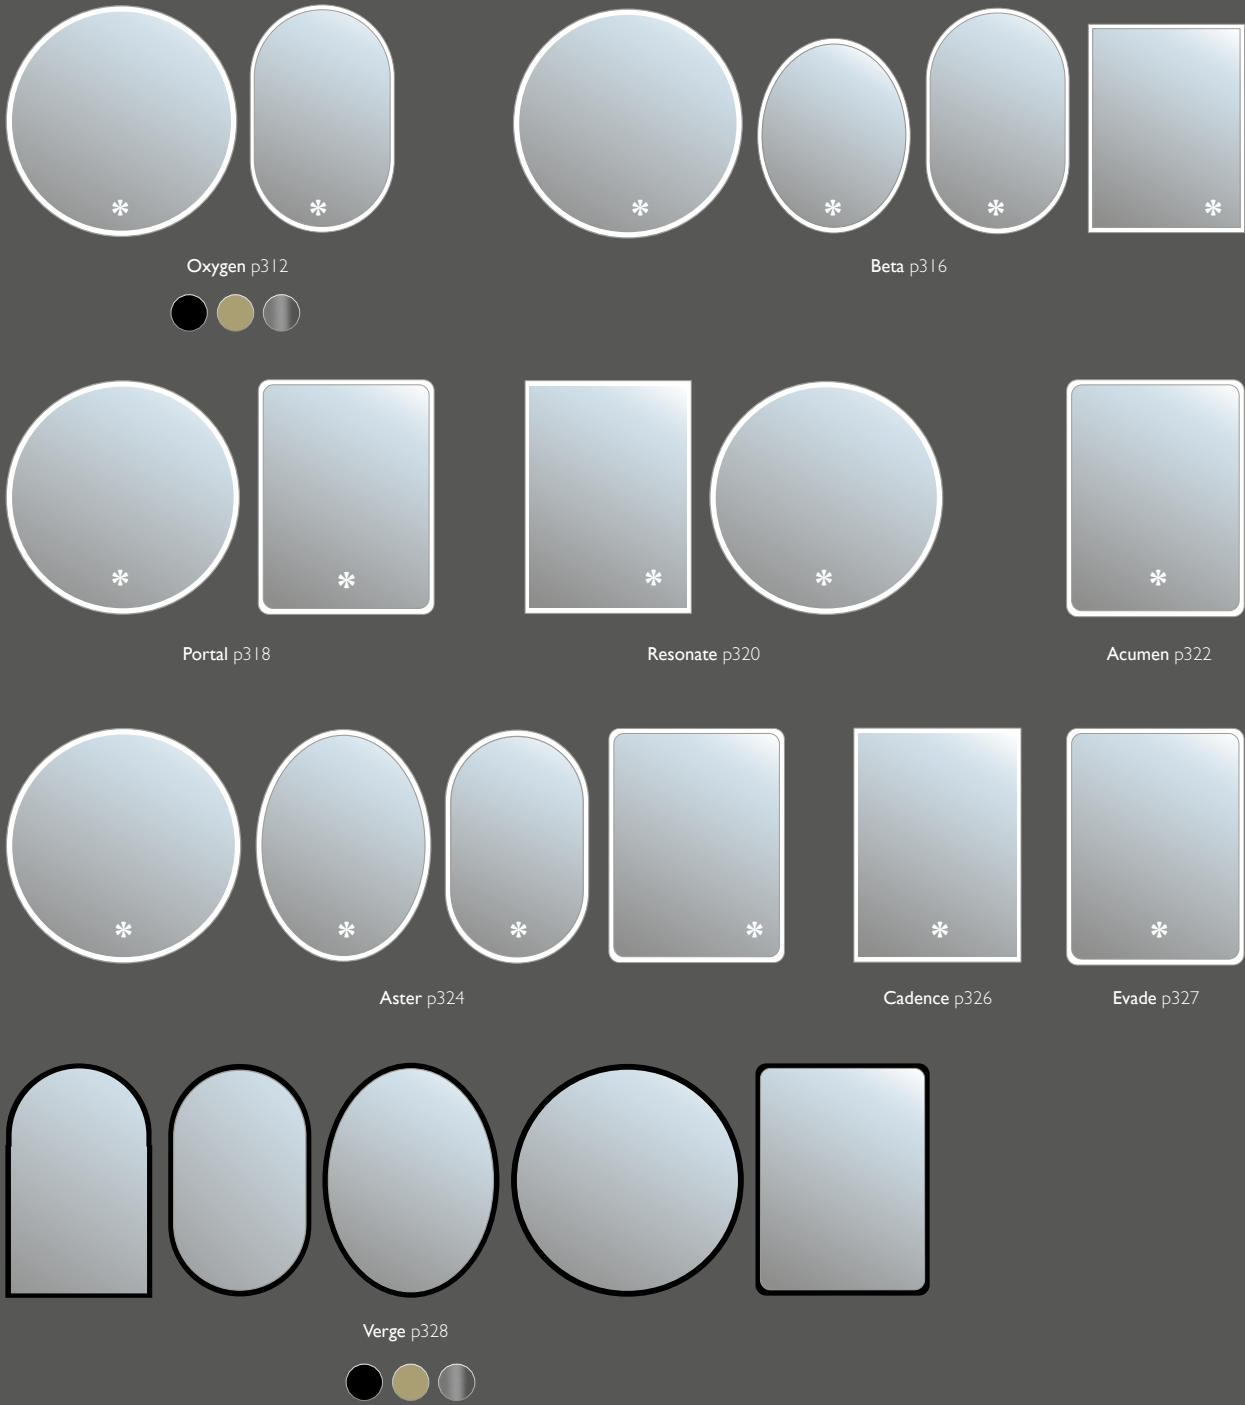 Oxygen p312
Beta p316
Portal p318
Resonate p320
Acumen p322
Aster p324
Cadence p326
Evade p327
Verge p328